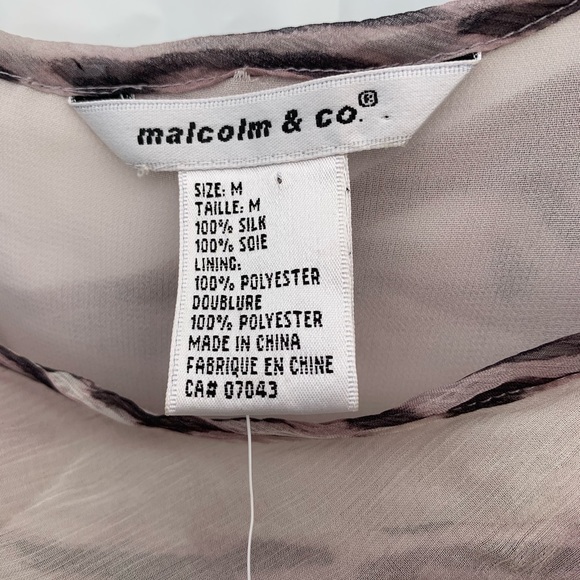 malcolm & co.®
SIZE: M
TAILLE: M
100% SILK
100% SOIE
LINING:
100% POLYESTER
DOUBLURE
100% POLYESTER
MADE IN CHINA
FABRIQUE EN CHINE
CA# 07043